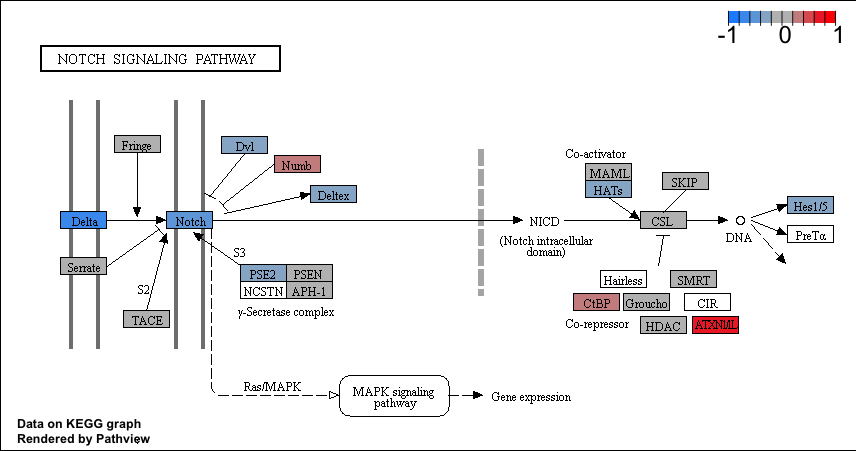 -1 0 1
NOTCH SIGNALING PATHWAY
Fringe
Dvl
Numb
Deltex
Delta
Notch
Serrate
S2
TACE
S3
PSE2 PSEN
NCSTN APH-1
γ-Secretase complex
Co-activator
MAML
HATs
SKIP
NICD
(Notch intracellular
domain)
CSL
DNA
Hes1/5
PreTα
Hairless
SMRT
CtBP
Groucho
CIR
Co-repressor
HDAC
ATXN1L
Ras/MAPK
MAPK signaling
pathway
Gene expression
Data on KEGG graph
Rendered by Pathview